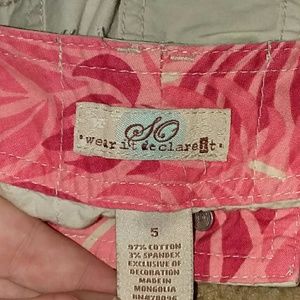 SO
• wear it declare it •
5
97% COTTON
3% SPANDEX
EXCLUSIVE OF
DECORATION
MADE IN
MONGOLIA